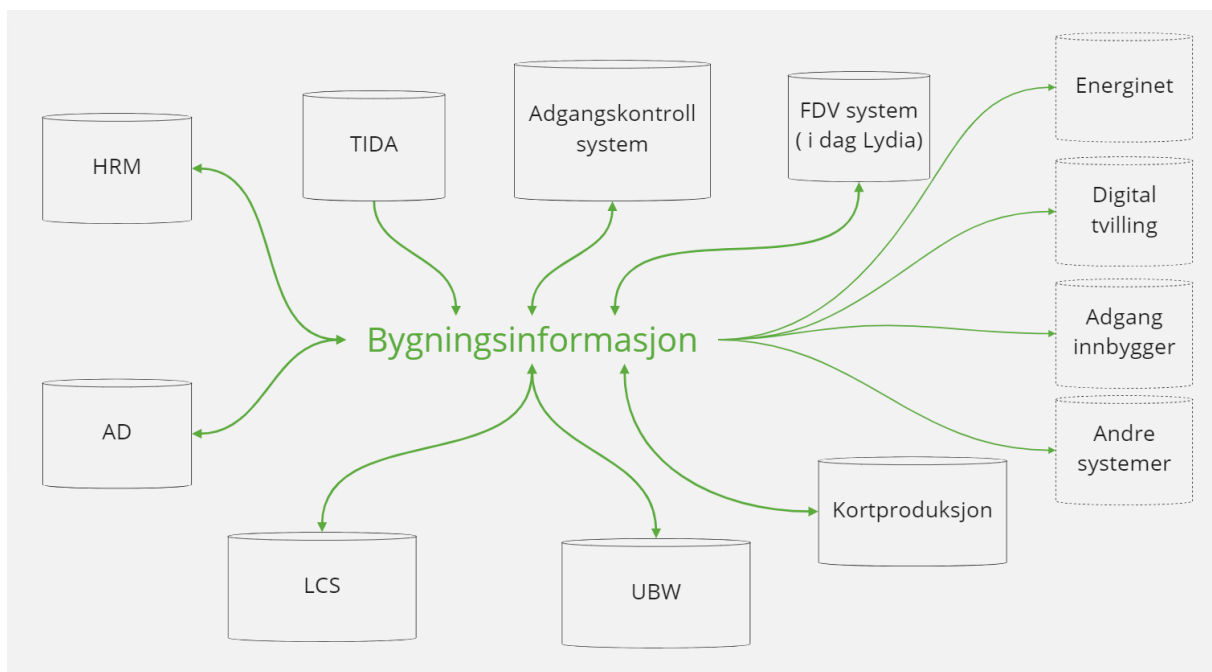 HRM
TIDA
Adgangskontroll
system
FDV system
( i dag Lydia)
Energinet
Digital
tvilling
Adgang
innbygger
Andre
systemer
Bygningsinformasjon
AD
LCS
UBW
Kortproduksjon